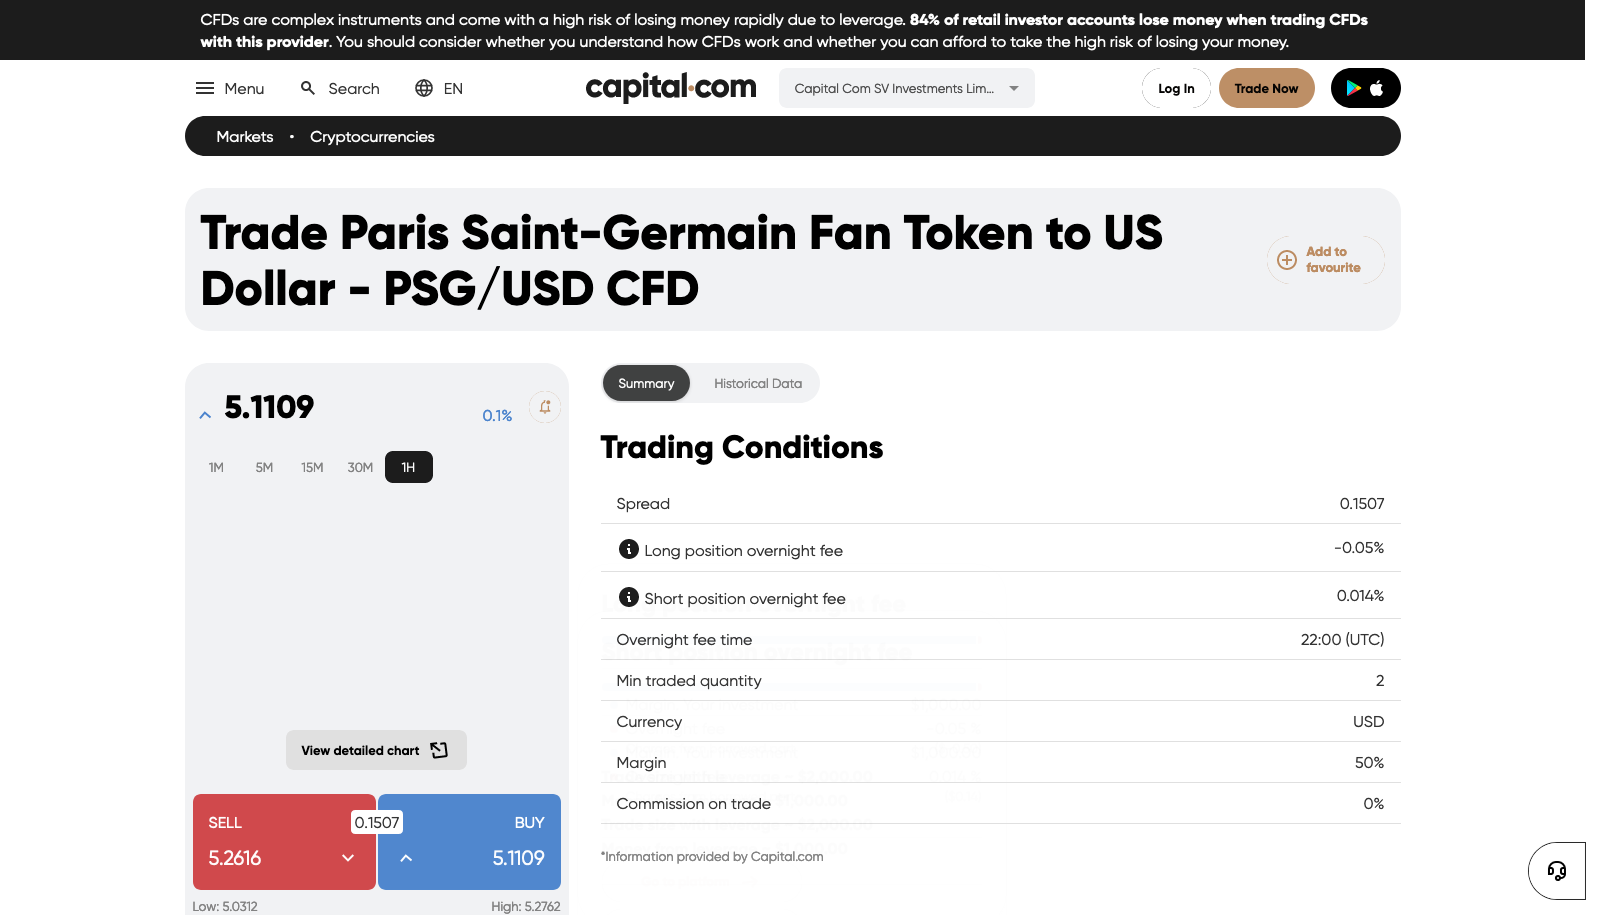 CFDs are complex instruments and come with a high risk of losing money rapidly due to leverage. 84% of retail investor accounts lose money when trading CFDs
with this provider. You should consider whether you understand how CFDs work and whether you can afford to take the high risk of losing your money.
Menu Search EN capital.com Capital Com SV Investments Lim... Log In Trade Now
Markets • Cryptocurrencies
Trade Paris Saint-Germain Fan Token to US
Dollar - PSG/USD CFD
Add to
favourite
5.1109 0.1%
1M 5M 15M 30M 1H
View detailed chart
SELL 0.1507 BUY
5.2616 5.1109
Low: 5.0312 High: 5.2762
Summary Historical Data
Trading Conditions
Spread 0.1507
Long position overnight fee -0.05%
Short position overnight fee 0.014%
Overnight fee time 22:00 (UTC)
Min traded quantity 2
Currency USD
Margin 50%
Commission on trade 0%
*Information provided by Capital.com